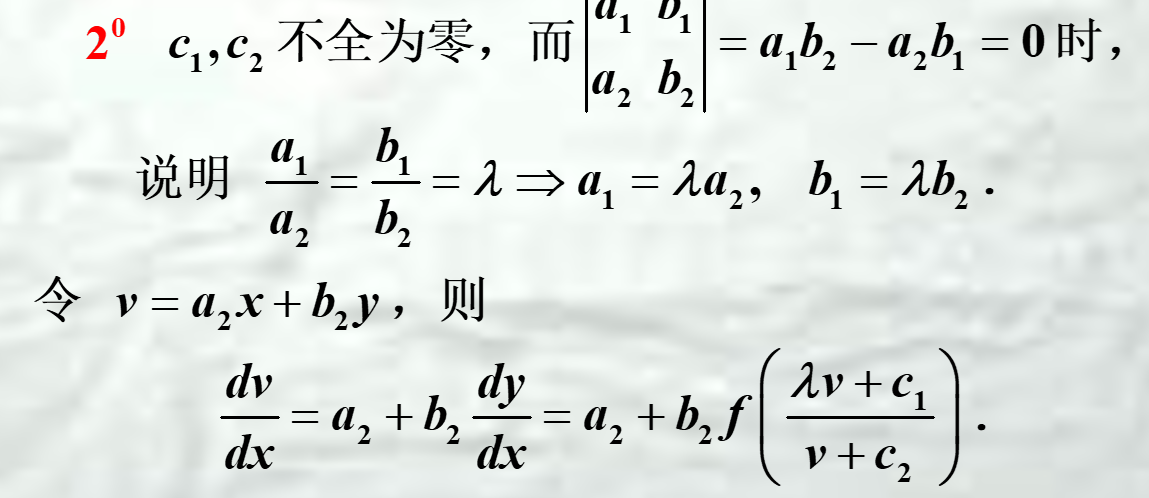 2⁰ c₁,c₂ 不全为零，而 |a₁ b₁; a₂ b₂| = a₁b₂ − a₂b₁ = 0 时，
说明 a₁/a₂ = b₁/b₂ = λ ⇒ a₁ = λa₂, b₁ = λb₂ .
令 v = a₂x + b₂y，则
dv/dx = a₂ + b₂ dy/dx = a₂ + b₂ f( (λv + c₁)/(v + c₂) ) .